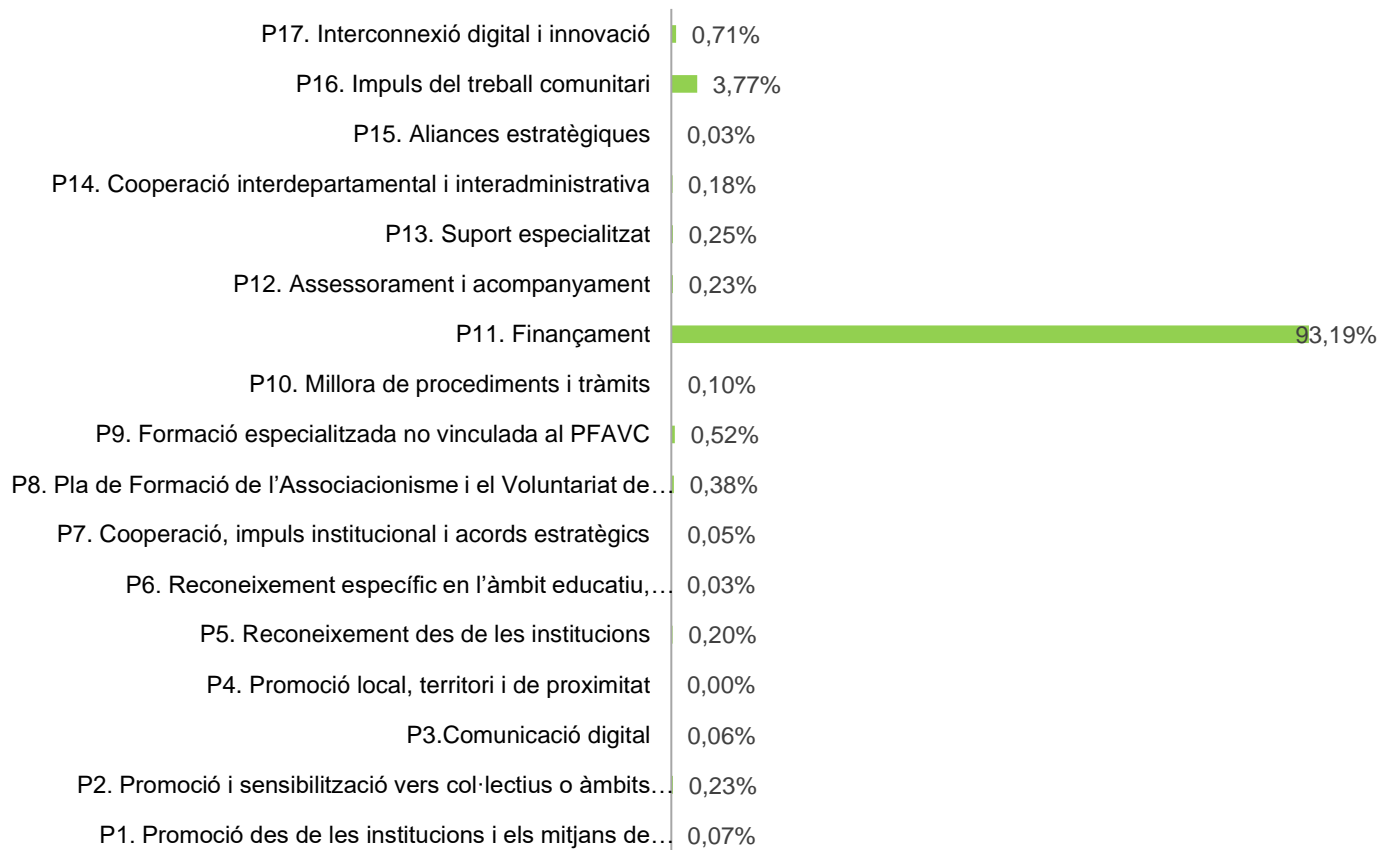 P17. Interconnexió digital i innovació 0,71%
P16. Impuls del treball comunitari 3,77%
P15. Aliances estratègiques 0,03%
P14. Cooperació interdepartamental i interadministrativa 0,18%
P13. Suport especialitzat 0,25%
P12. Assessorament i acompanyament 0,23%
P11. Finançament 93,19%
P10. Millora de procediments i tràmits 0,10%
P9. Formació especialitzada no vinculada al PFAVC 0,52%
P8. Pla de Formació de l’Associacionisme i el Voluntariat de… 0,38%
P7. Cooperació, impuls institucional i acords estratègics 0,05%
P6. Reconeixement específic en l’àmbit educatiu,… 0,03%
P5. Reconeixement des de les institucions 0,20%
P4. Promoció local, territori i de proximitat 0,00%
P3.Comunicació digital 0,06%
P2. Promoció i sensibilització vers col·lectius o àmbits… 0,23%
P1. Promoció des de les institucions i els mitjans de… 0,07%